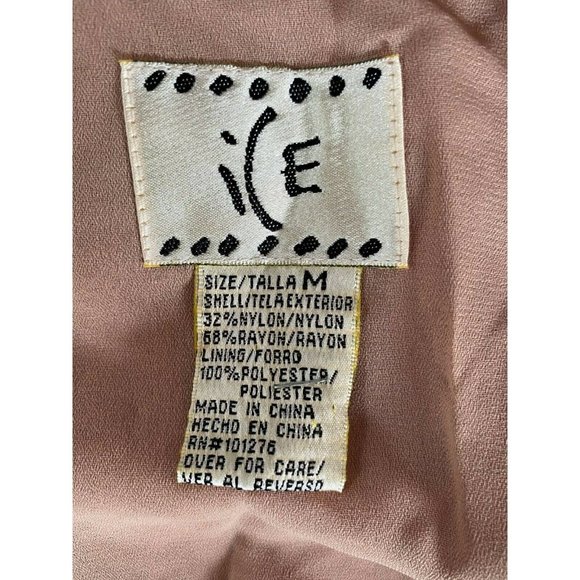 iCE
SIZE/TALLA M
SHELL/TELA EXTERIOR
32%NYLON/NYLON
68%RAYON/RAYON
LINING/FORRO
100%POLYESTER/
POLIESTER
MADE IN CHINA
HECHO EN CHINA
RN#101276
OVER FOR CARE/
VER AL REVERSO